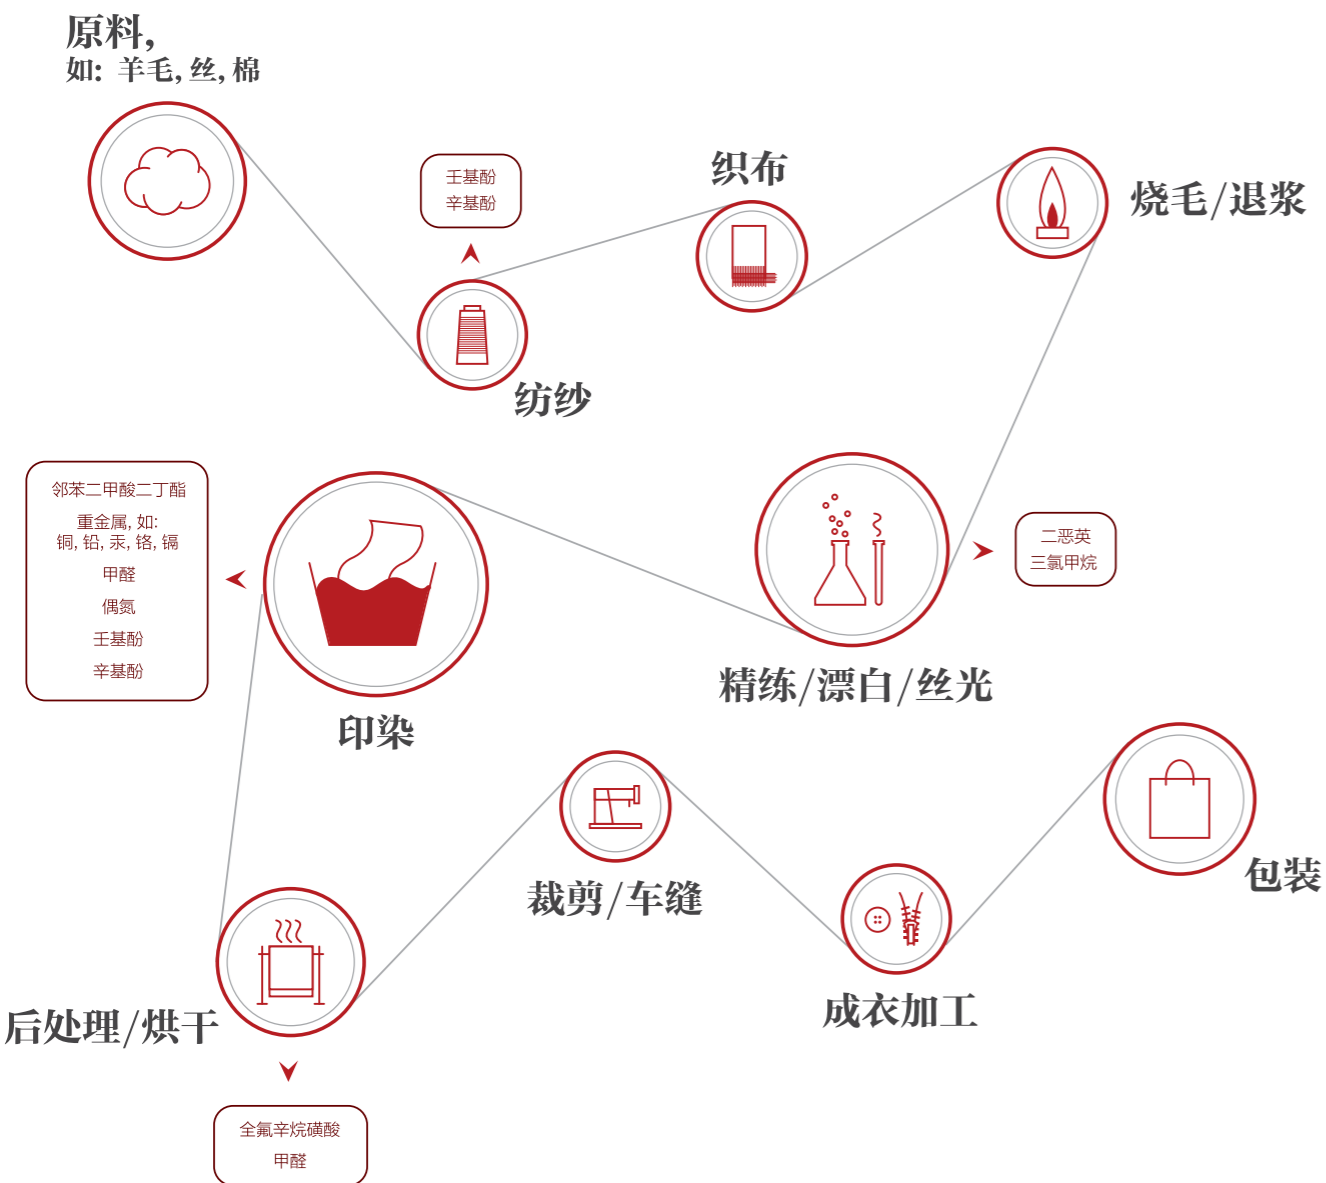 原料,
如: 羊毛, 丝, 棉
壬基酚
辛基酚
织布
烧毛/退浆
纺纱
邻苯二甲酸二丁酯
重金属, 如:
铜, 铅, 汞, 铬, 镉
甲醛
偶氮
壬基酚
辛基酚
二恶英
三氯甲烷
精练/漂白/丝光
印染
裁剪/车缝
包装
成衣加工
后处理/烘干
全氟辛烷磺酸
甲醛